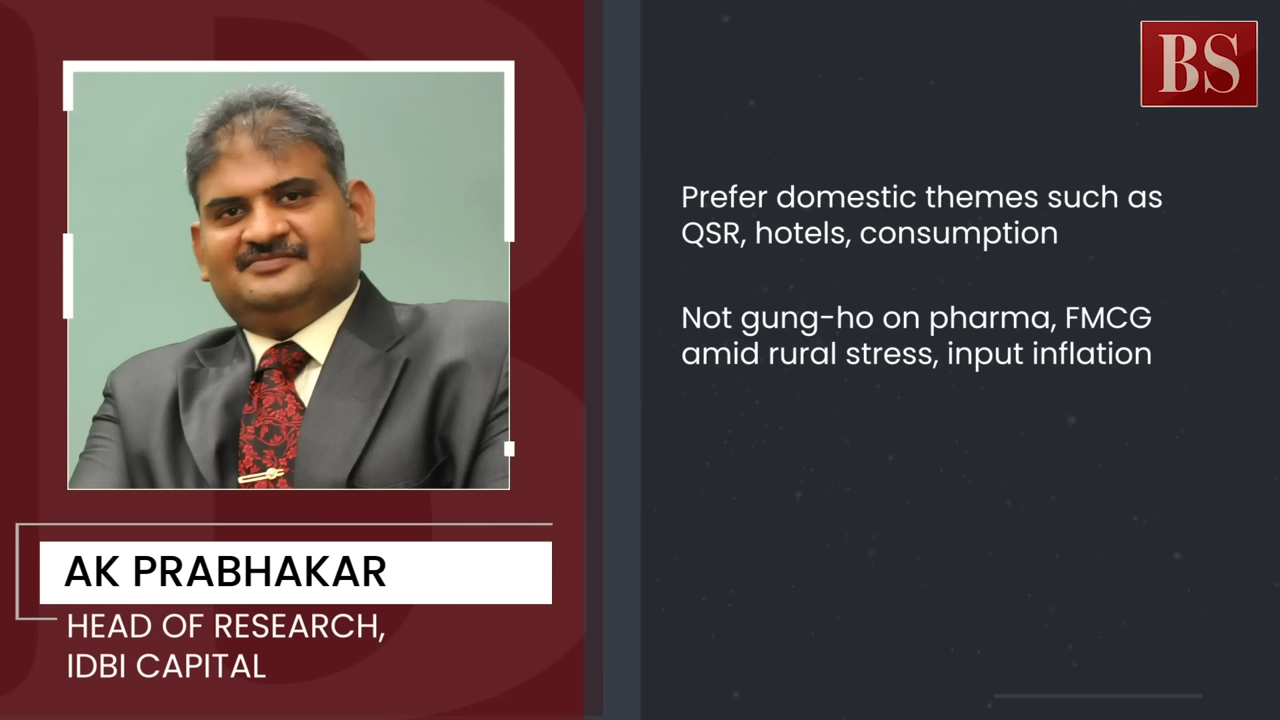 BS
Prefer domestic themes such as
QSR, hotels, consumption
Not gung-ho on pharma, FMCG
amid rural stress, input inflation
AK PRABHAKAR
HEAD OF RESEARCH,
IDBI CAPITAL